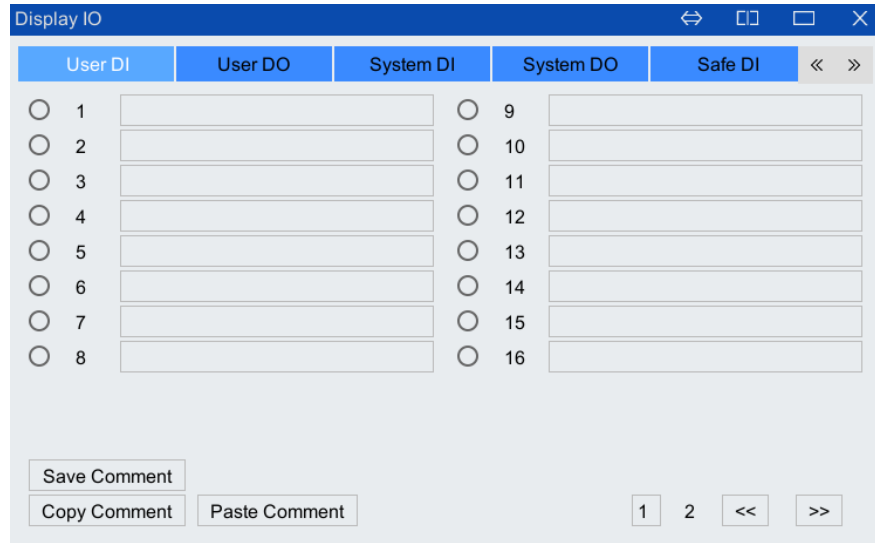 Display IO
User DI User DO System DI System DO Safe DI « »
1 9
2 10
3 11
4 12
5 13
6 14
7 15
8 16
Save Comment
Copy Comment Paste Comment 1 2 << >>